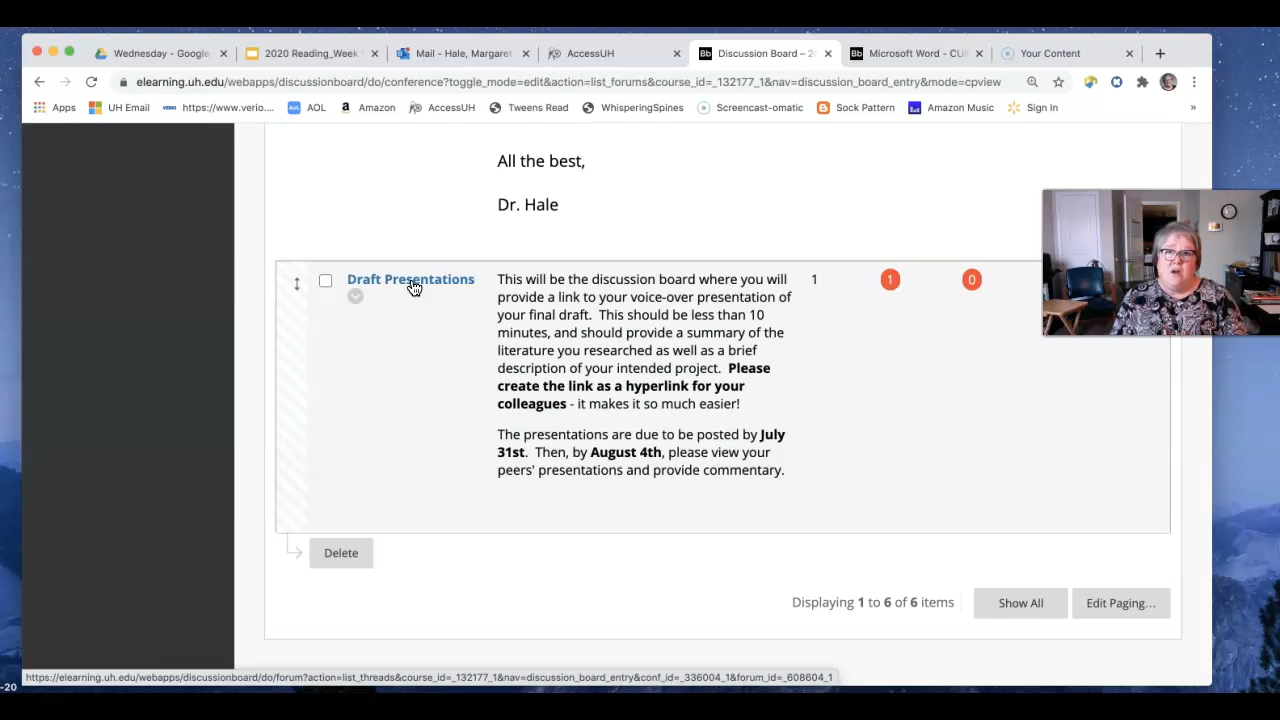 Wednesday - Google
2020 Reading_Week
Mail - Hale, Margaret
AccessUH
Discussion Board – 2
Microsoft Word - CUI
Your Content
elearning.uh.edu/webapps/discussionboard/do/conference?toggle_mode=edit&action=list_forums&course_id=_132177_1&nav=discussion_board_entry&mode=cpview
Apps
UH Email
https://www.verio....
AOL
Amazon
AccessUH
Tweens Read
WhisperingSpines
Screencast-omatic
Sock Pattern
Amazon Music
Sign In
»
All the best,
Dr. Hale
Draft Presentations
This will be the discussion board where you will
provide a link to your voice-over presentation of
your final draft. This should be less than 10
minutes, and should provide a summary of the
literature you researched as well as a brief
description of your intended project. Please
create the link as a hyperlink for your
colleagues - it makes it so much easier!
The presentations are due to be posted by July
31st. Then, by August 4th, please view your
peers' presentations and provide commentary.
1
1
0
Delete
Displaying 1 to 6 of 6 items
Show All
Edit Paging...
https://elearning.uh.edu/webapps/discussionboard/do/forum?action=list_threads&course_id=_132177_1&nav=discussion_board_entry&conf_id=_336004_1&forum_id=_608604_1
-20